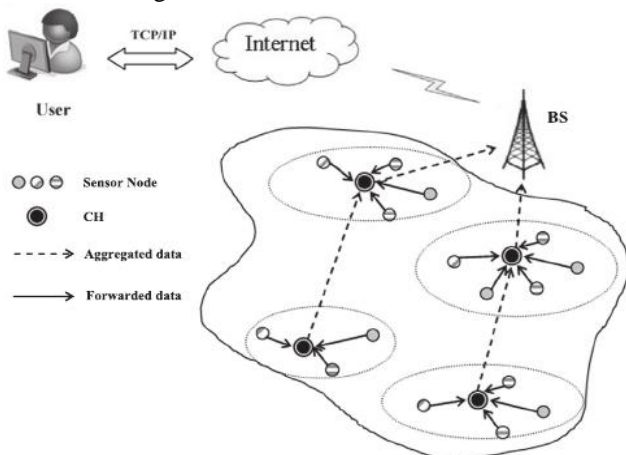 TCP/IP
Internet
User
BS
Sensor Node
CH
Aggregated data
Forwarded data